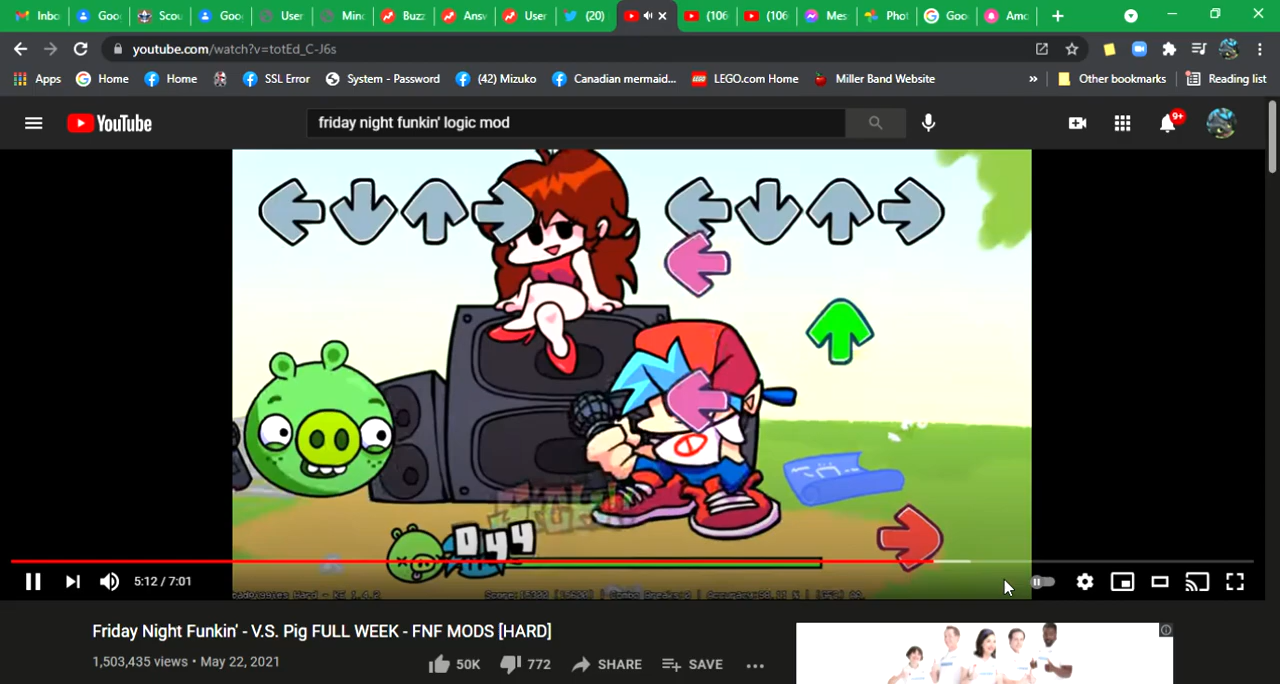 Inbo Goo Scou Goo User Minc Buzz Ansv User (20) (106 (106 Mes Phot Goo Amo
youtube.com/watch?v=totEd_C-J6s
Apps Home Home SSL Error System - Password (42) Mizuko Canadian mermaid... LEGO.com Home Miller Band Website » Other bookmarks Reading list
YouTube friday night funkin' logic mod 9+
044
5:12 / 7:01
Friday Night Funkin' - V.S. Pig FULL WEEK - FNF MODS [HARD]
1,503,435 views • May 22, 2021 50K 772 SHARE SAVE ...